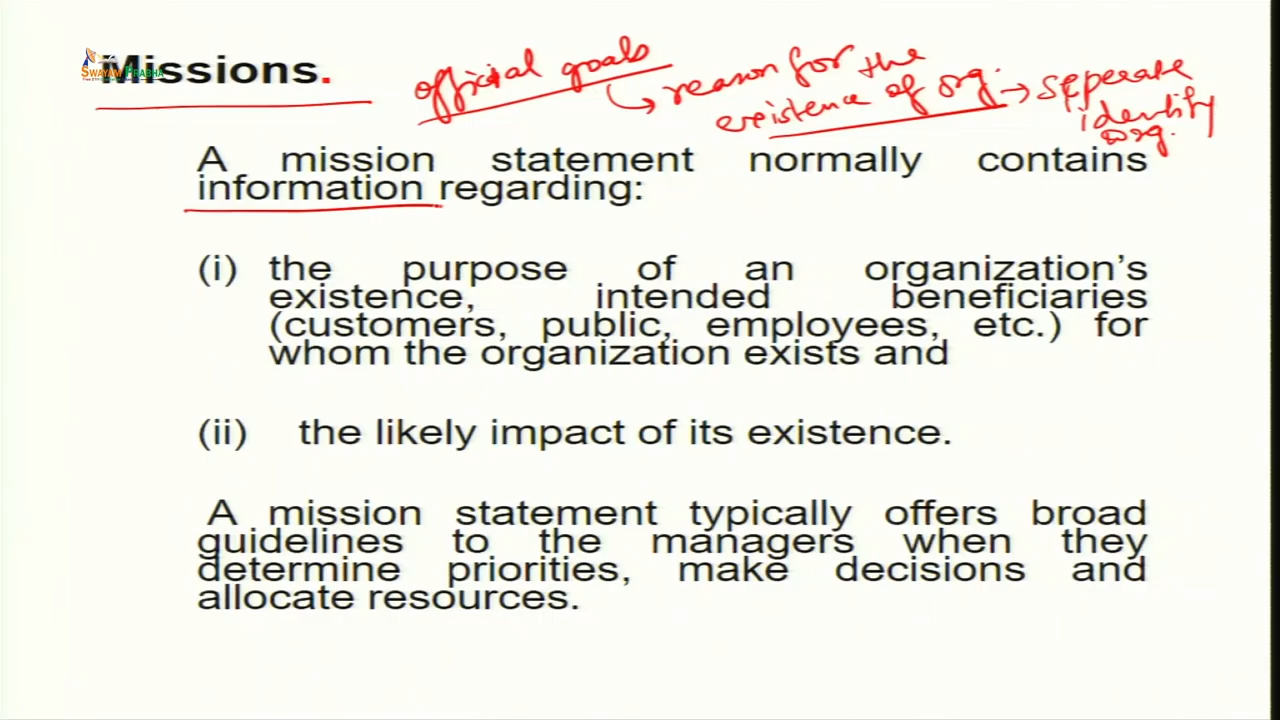 Missions.
SWAYAM PRABHA
official goals
reason for the
existence of org. → seperate
identity
org.
A mission statement normally contains
information regarding:
(i) the purpose of an organization's
existence, intended beneficiaries
(customers, public, employees, etc.) for
whom the organization exists and
(ii) the likely impact of its existence.
A mission statement typically offers broad
guidelines to the managers when they
determine priorities, make decisions and
allocate resources.